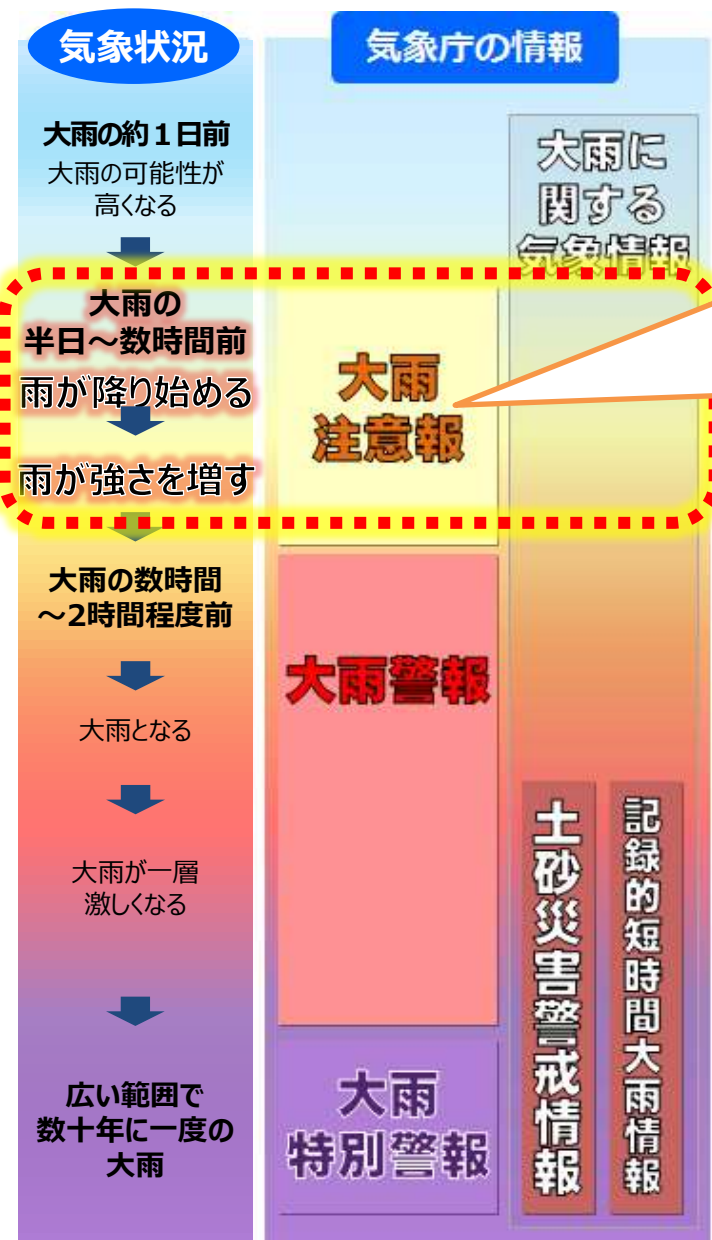 気象状況
気象庁の情報
大雨の約1日前
大雨の可能性が
高くなる
大雨の
半日～数時間前
雨が降り始める
雨が強さを増す
大雨の数時間
～2時間程度前
大雨となる
大雨が一層
激しくなる
広い範囲で
数十年に一度の
大雨
大雨
注意報
大雨警報
大雨
特別警報
大雨に
関する
気象情報
土砂災害警戒情報
記録的短時間大雨情報